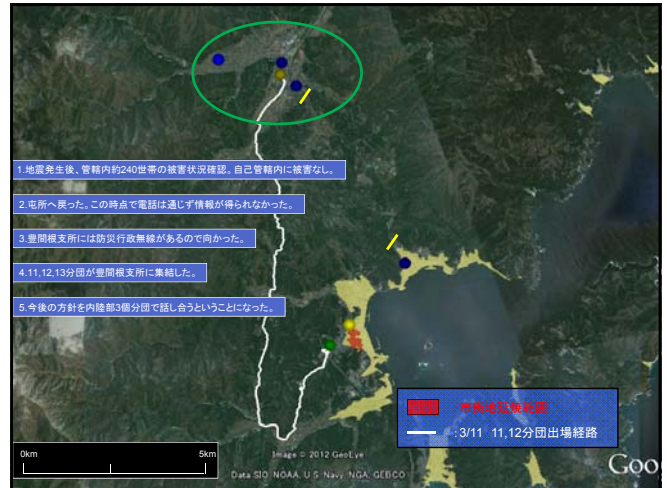 1.地震発生後、管轄内約240世帯の被害状況確認。自己管轄内に被害なし。
2.屯所へ戻った。この時点で電話は通じず情報が得られなかった。
3.豊間根支所には防災行政無線があるので向かった。
4.11,12,13分団が豊間根支所に集結した。
5.今後の方針を内陸部3個分団で話し合うということになった。
:市街地延焼範囲
:3/11 11,12分団出場経路
0km 5km
Image © 2012 GeoEye
Data SIO, NOAA, U.S. Navy, NGA, GEBCO
Goo